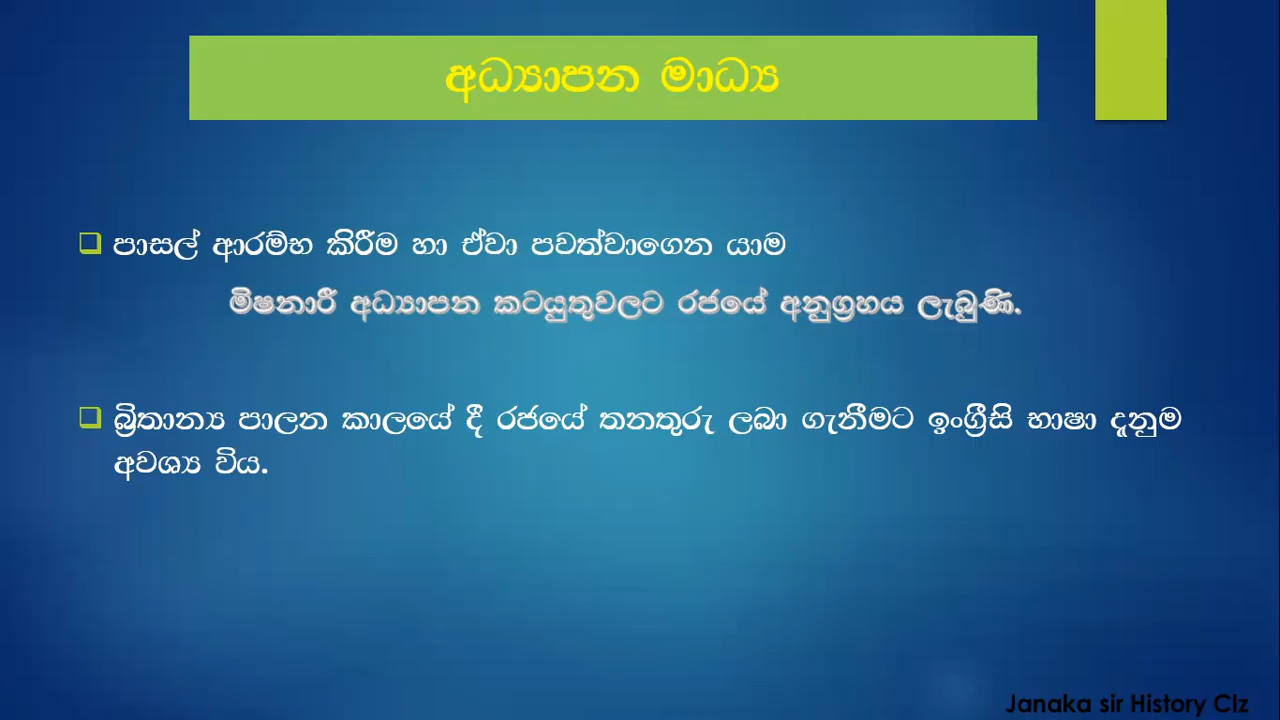 අධ්‍යාපන මාධ්‍ය
පාසල් ආරම්භ කිරීම හා ඒවා පවත්වාගෙන යාම
මිෂනාරී අධ්‍යාපන කටයුතුවලට රජයේ අනුග්‍රහය ලැබුණි.
බ්‍රිතාන්‍ය පාලන කාලයේ දී රජයේ තනතුරු ලබා ගැනීමට ඉංග්‍රීසි භාෂා දැනුම
අවශ්‍ය විය.
Janaka sir History Clz